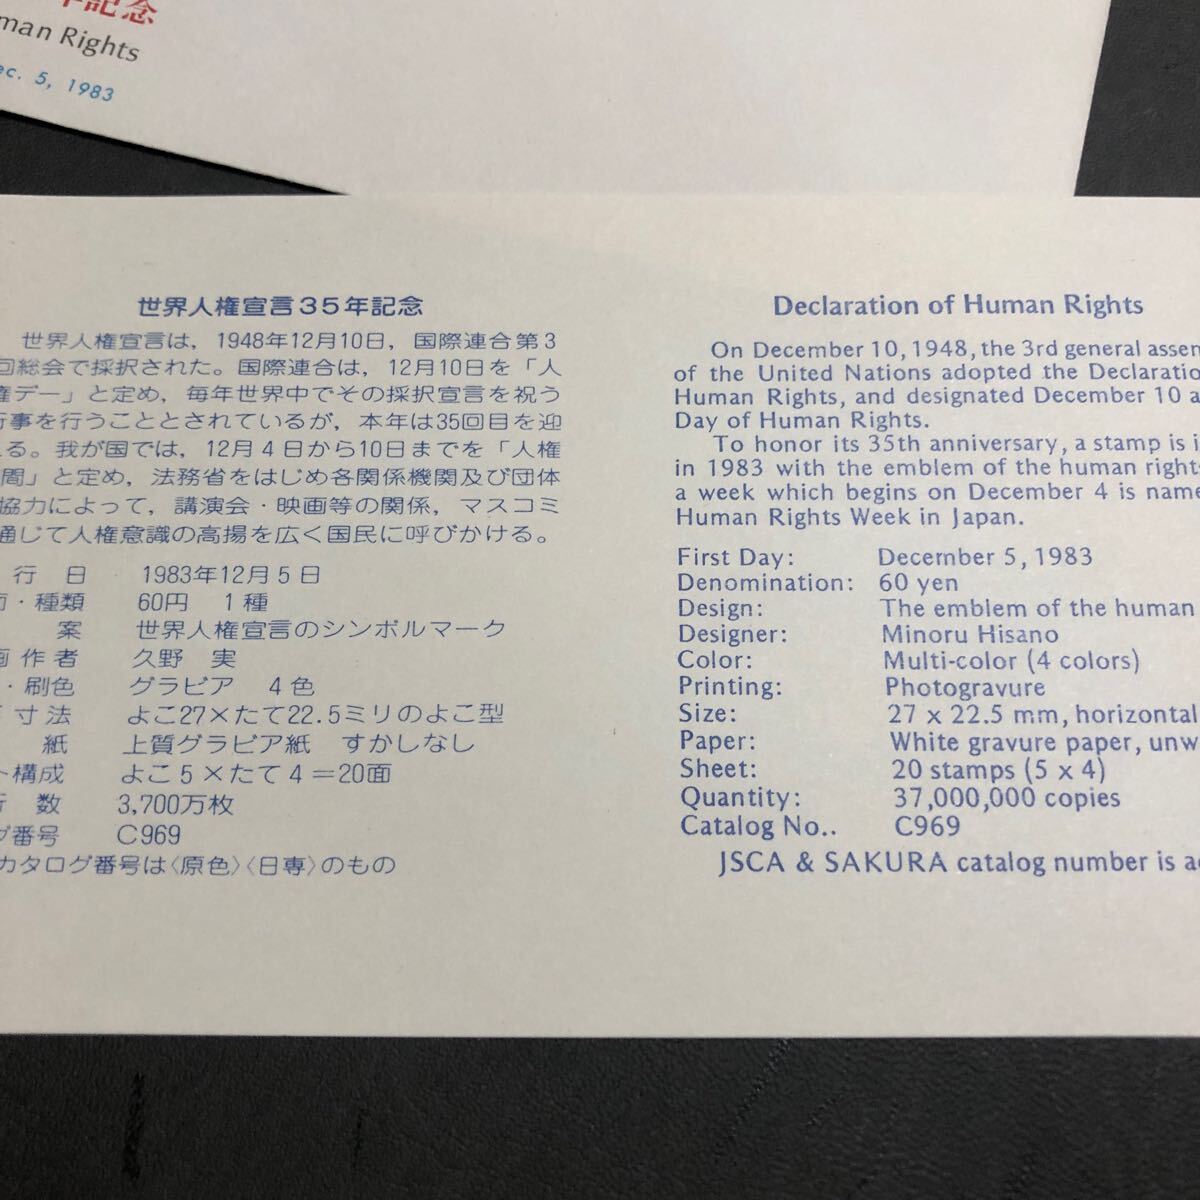 年記念
Human Rights
Dec. 5, 1983
世界人権宣言35年記念
世界人権宣言は，1948年12月10日，国際連合第3
回総会で採択された。国際連合は，12月10日を「人
権デー」と定め，毎年世界中でその採択宣言を祝う
行事を行うこととされているが，本年は35回目を迎
える。我が国では，12月4日から10日までを「人権
週間」と定め，法務省をはじめ各関係機関及び団体
協力によって，講演会・映画等の関係，マスコミ
通じて人権意識の高揚を広く国民に呼びかける。
行日 1983年12月5日
・種類 60円 1種
案 世界人権宣言のシンボルマーク
画作者 久野 実
・刷色 グラビア 4色
寸法 よこ27×たて22.5ミリのよこ型
紙 上質グラビア紙 すかしなし
ト構成 よこ5×たて4＝20面
行数 3,700万枚
グ番号 C969
カタログ番号は〈原色〉〈日専〉のもの
Declaration of Human Rights
On December 10, 1948, the 3rd general assem
of the United Nations adopted the Declaratio
Human Rights, and designated December 10 a
Day of Human Rights.
To honor its 35th anniversary, a stamp is i
in 1983 with the emblem of the human rights
a week which begins on December 4 is name
Human Rights Week in Japan.
First Day: December 5, 1983
Denomination: 60 yen
Design: The emblem of the human
Designer: Minoru Hisano
Color: Multi-color (4 colors)
Printing: Photogravure
Size: 27 x 22.5 mm, horizontal
Paper: White gravure paper, unw
Sheet: 20 stamps (5 x 4)
Quantity: 37,000,000 copies
Catalog No.. C969
JSCA & SAKURA catalog number is a